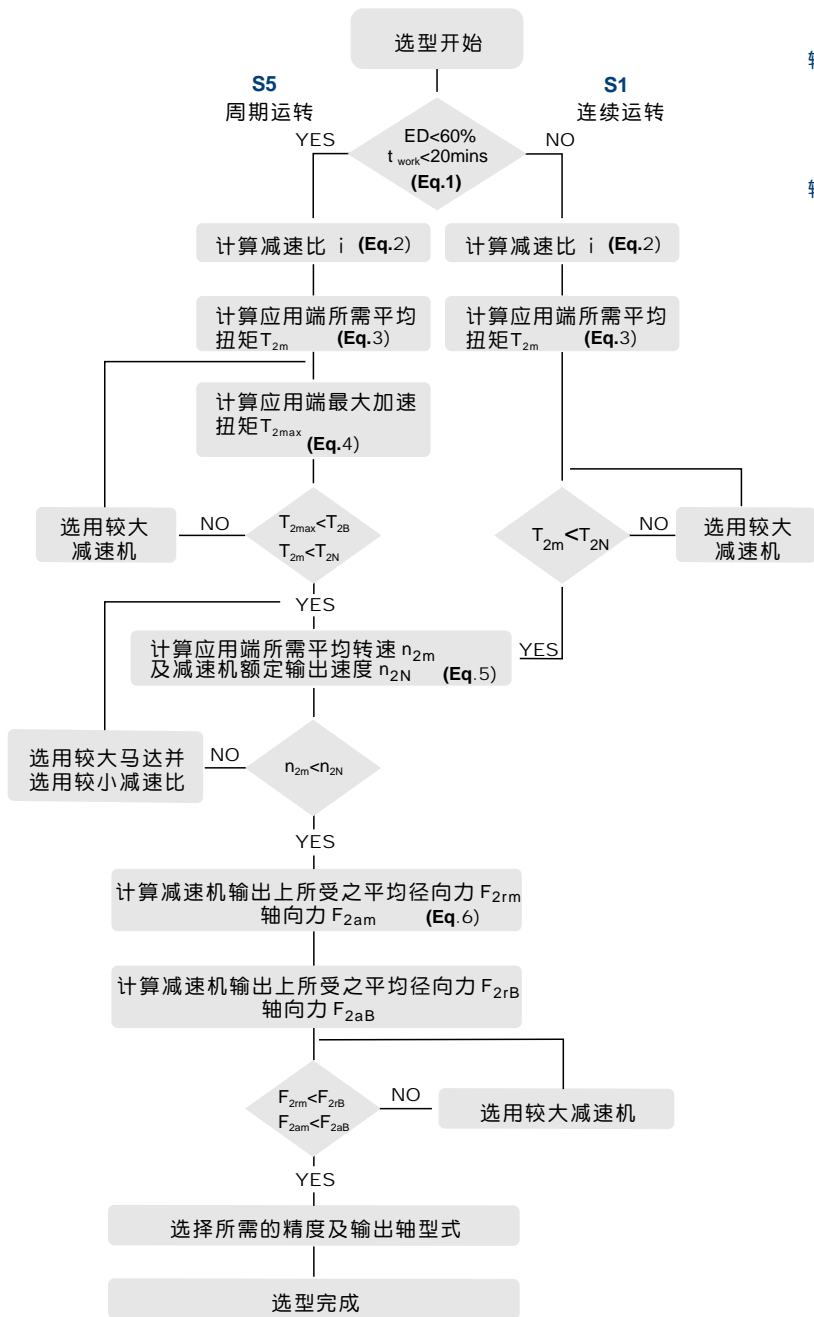 选型开始
S5
周期运转
S1
连续运转
YES
ED<60%
t work<20mins
(Eq.1)
NO
计算减速比 i (Eq.2)
计算减速比 i (Eq.2)
计算应用端所需平均
扭矩T2m (Eq.3)
计算应用端所需平均
扭矩T2m (Eq.3)
计算应用端最大加速
扭矩T2max
(Eq.4)
选用较大
减速机
NO
T2max<T2B
T2m<T2N
T2m<T2N
NO
选用较大
减速机
YES
计算应用端所需平均转速 n2m
及减速机额定输出速度 n2N (Eq.5)
YES
选用较大马达并
选用较小减速比
NO
n2m<n2N
YES
计算减速机输出上所受之平均径向力 F2rm
轴向力 F2am (Eq.6)
计算减速机输出上所受之平均径向力 F2rB
轴向力 F2aB
F2rm<F2rB
F2am<F2aB
NO
选用较大减速机
YES
选择所需的精度及输出轴型式
选型完成